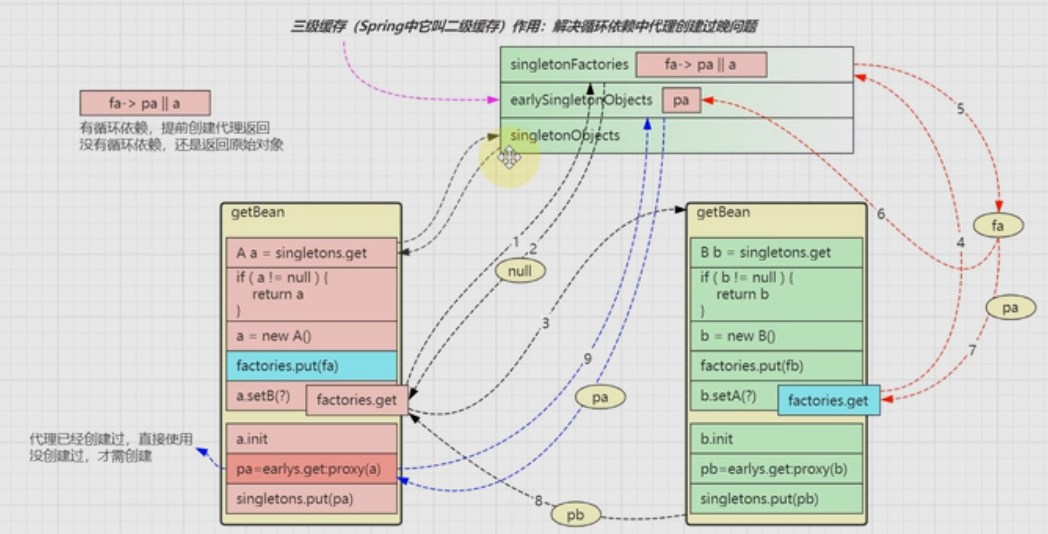 三级缓存（Spring中它叫二级缓存）作用：解决循环依赖中代理创建过晚问题
singletonFactories
fa-> pa || a
earlySingletonObjects
pa
singletonObjects
fa-> pa || a
有循环依赖，提前创建代理返回
没有循环依赖，还是返回原始对象
getBean
A a = singletons.get
if ( a != null ) {
return a
}
a = new A()
factories.put(fa)
a.setB(?)
factories.get
a.init
pa=earlys.get:proxy(a)
singletons.put(pa)
代理已经创建过，直接使用
没创建过，才需创建
1
2
null
3
9
pa
8
pb
getBean
B b = singletons.get
if ( b != null ) {
return b
}
b = new B()
factories.put(fb)
b.setA(?)
factories.get
b.init
pb=earlys.get:proxy(b)
singletons.put(pb)
5
6
fa
4
pa
7